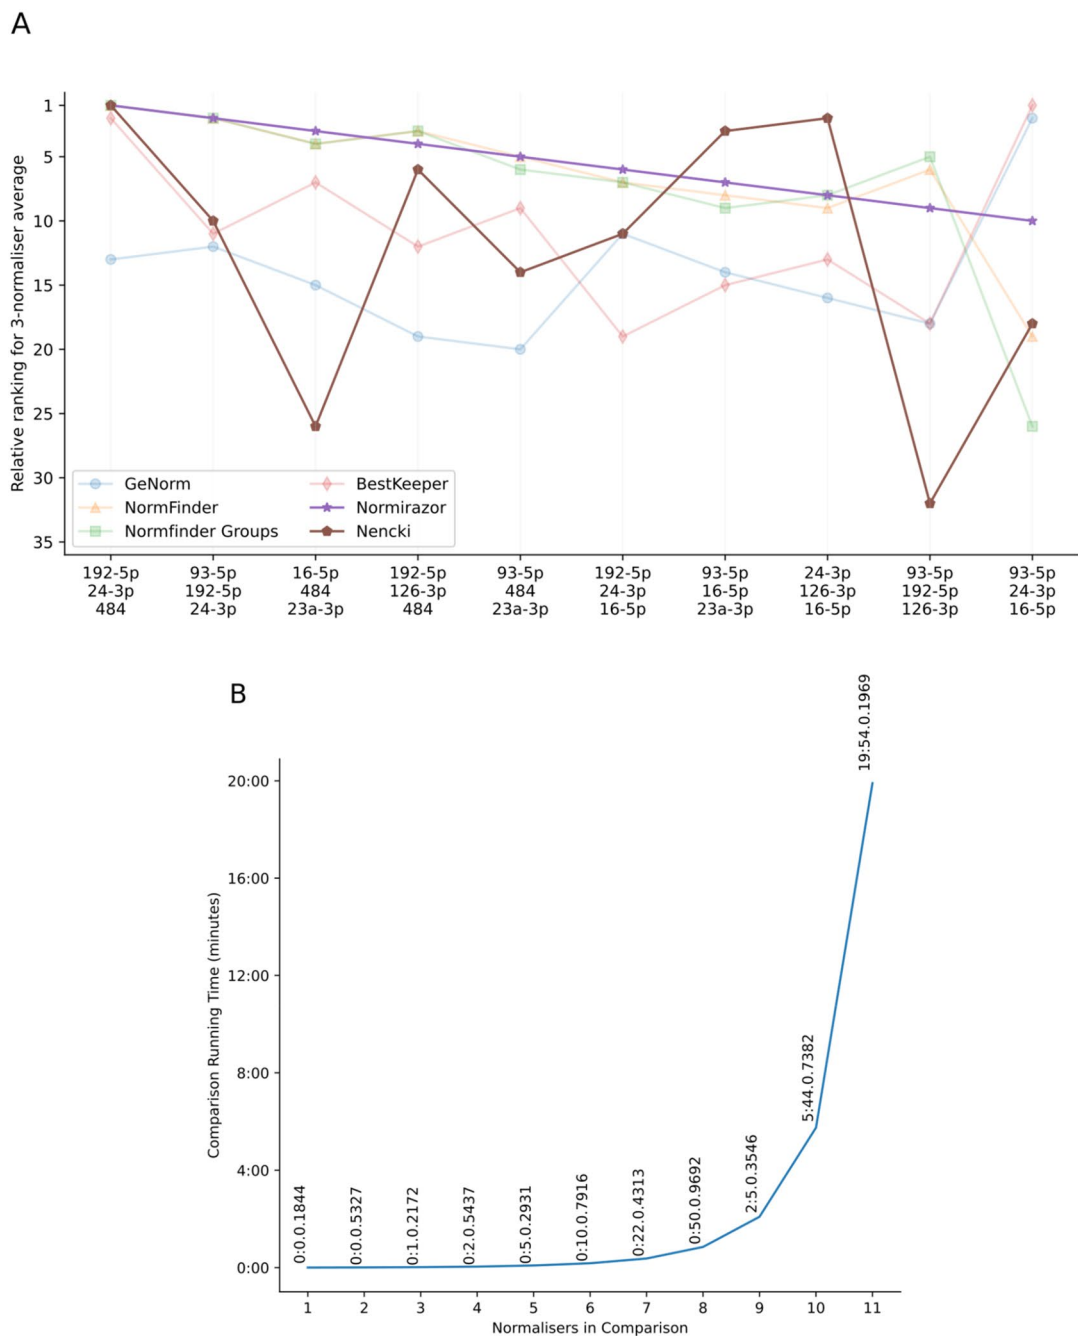 A
Relative ranking for 3-normaliser average
1
5
10
15
20
25
30
35
GeNorm
NormFinder
Normfinder Groups
BestKeeper
Normirazor
Nencki
192-5p 93-5p 16-5p 192-5p 93-5p 192-5p 93-5p 24-3p 93-5p 93-5p
24-3p 192-5p 484 126-3p 484 24-3p 16-5p 126-3p 192-5p 24-3p
484 24-3p 23a-3p 484 23a-3p 16-5p 23a-3p 16-5p 126-3p 16-5p
B
Comparison Running Time (minutes)
20:00
16:00
12:00
8:00
4:00
0:00
0:0.0.1844
0:0.0.5327
0:1.0.2172
0:2.0.5437
0:5.0.2931
0:10.0.7916
0:22.0.4313
0:50.0.9692
2:5.0.3546
5:44.0.7382
19:54.0.1969
1 2 3 4 5 6 7 8 9 10 11
Normalisers in Comparison